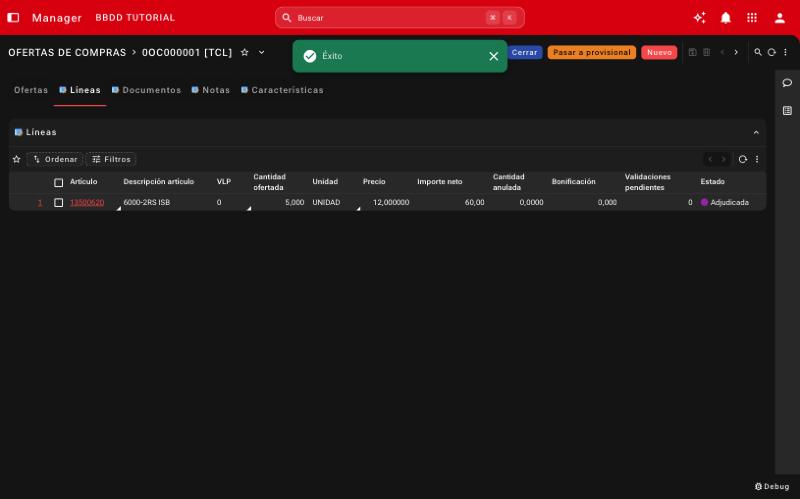 Manager BBDD TUTORIAL Buscar ⌘ K
OFERTAS DE COMPRAS > 0OC000001 [TCL] Éxito Cerrar Pasar a provisional Nuevo
Ofertas Líneas Documentos Notas Características
Líneas
Ordenar Filtros
Artículo Descripción artículo VLP Cantidad ofertada Unidad Precio Importe neto Cantidad anulada Bonificación Validaciones pendientes Estado
1 13500620 6000-2RS ISB 0 5,000 UNIDAD 12,000000 60,00 0,0000 0,000 0 Adjudicada
Debug